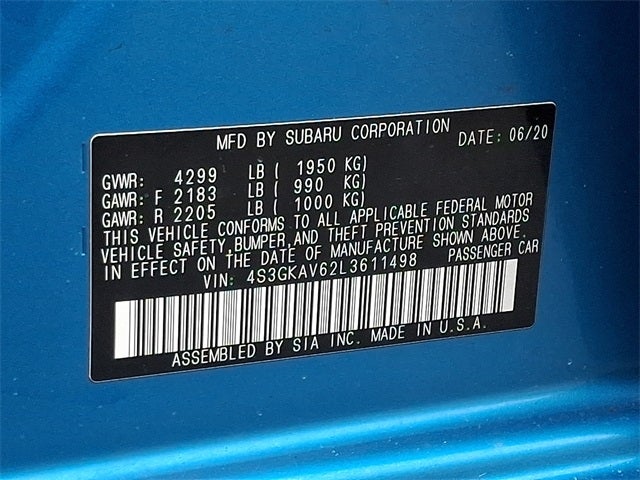 MFD BY SUBARU CORPORATION DATE: 06/20
GVWR: 4299 LB ( 1950 KG)
GAWR: F 2183 LB ( 990 KG)
GAWR: R 2205 LB ( 1000 KG)
THIS VEHICLE CONFORMS TO ALL APPLICABLE FEDERAL MOTOR
VEHICLE SAFETY,BUMPER,AND THEFT PREVENTION STANDARDS
IN EFFECT ON THE DATE OF MANUFACTURE SHOWN ABOVE.
VIN: 4S3GKAV62L3611498 PASSENGER CAR
ASSEMBLED BY SIA INC. MADE IN U.S.A.